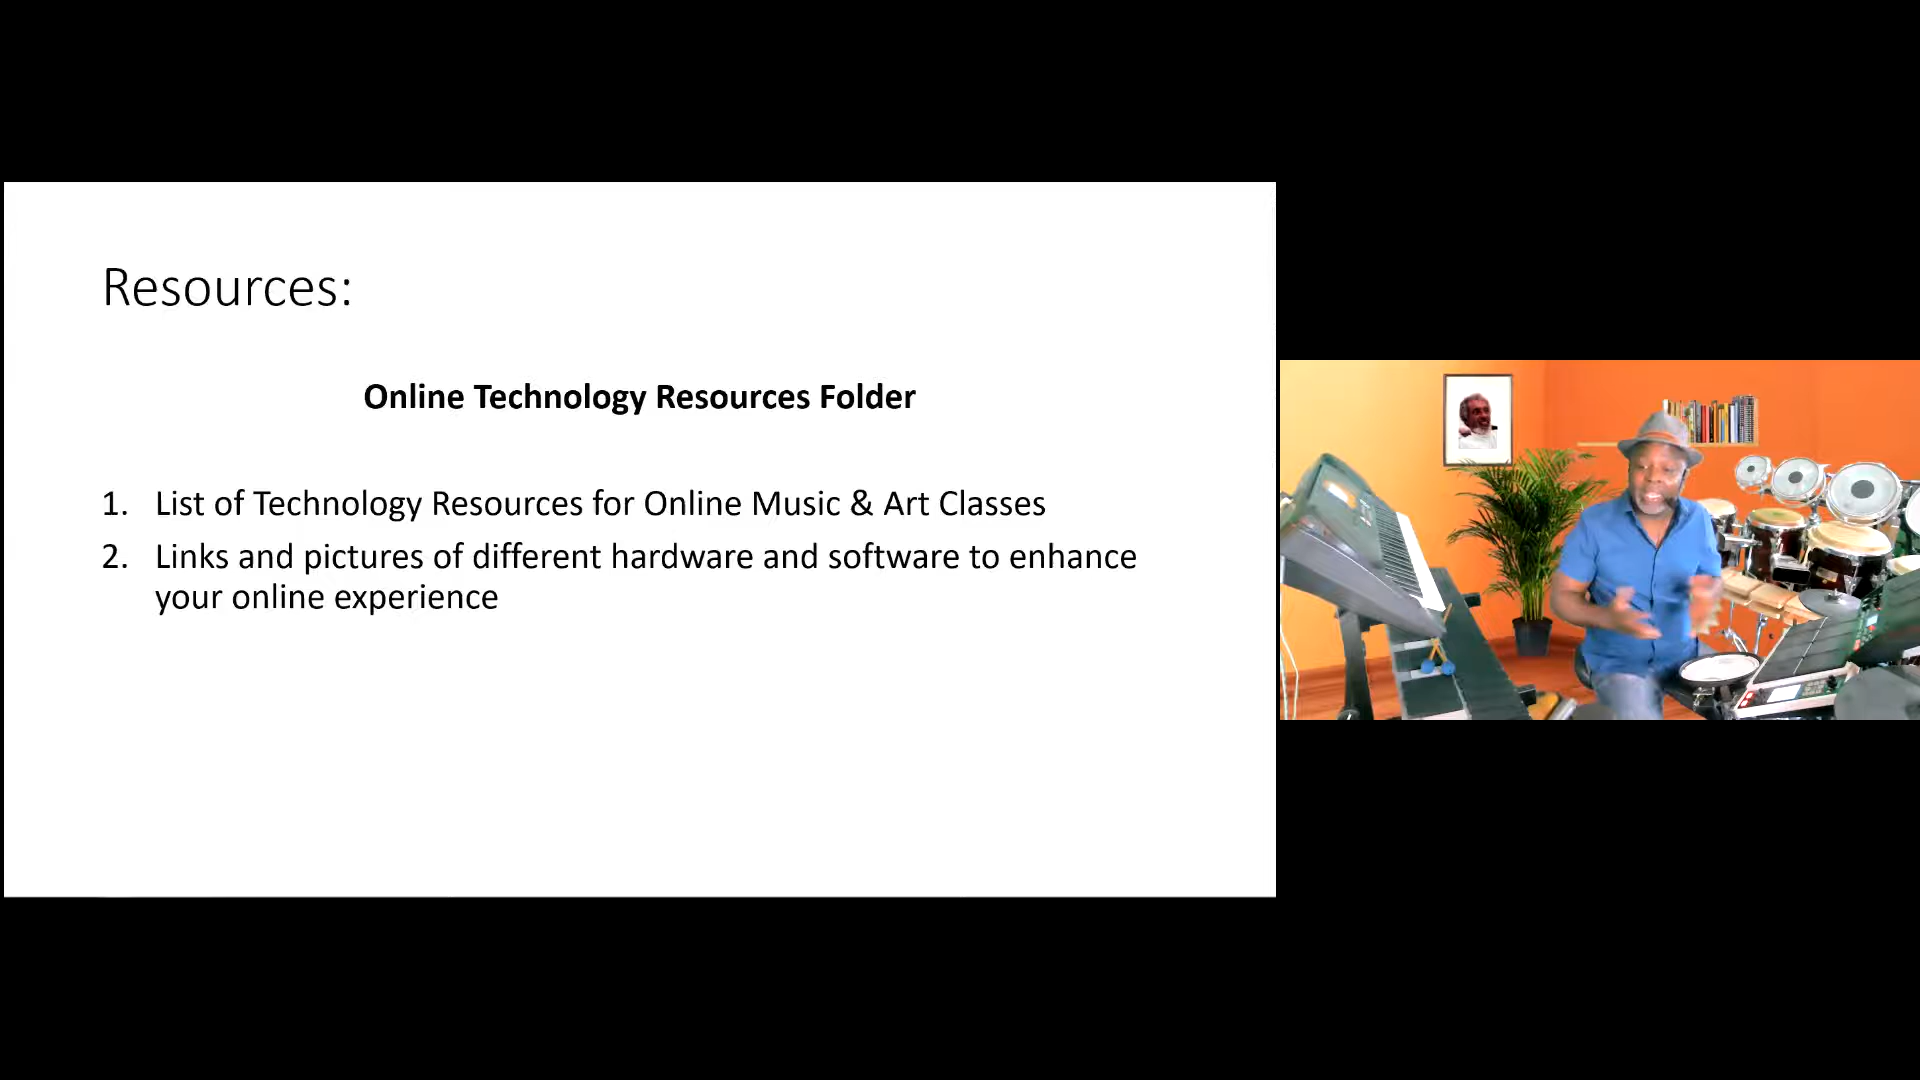 Resources:
Online Technology Resources Folder
1. List of Technology Resources for Online Music & Art Classes
2. Links and pictures of different hardware and software to enhance
your online experience